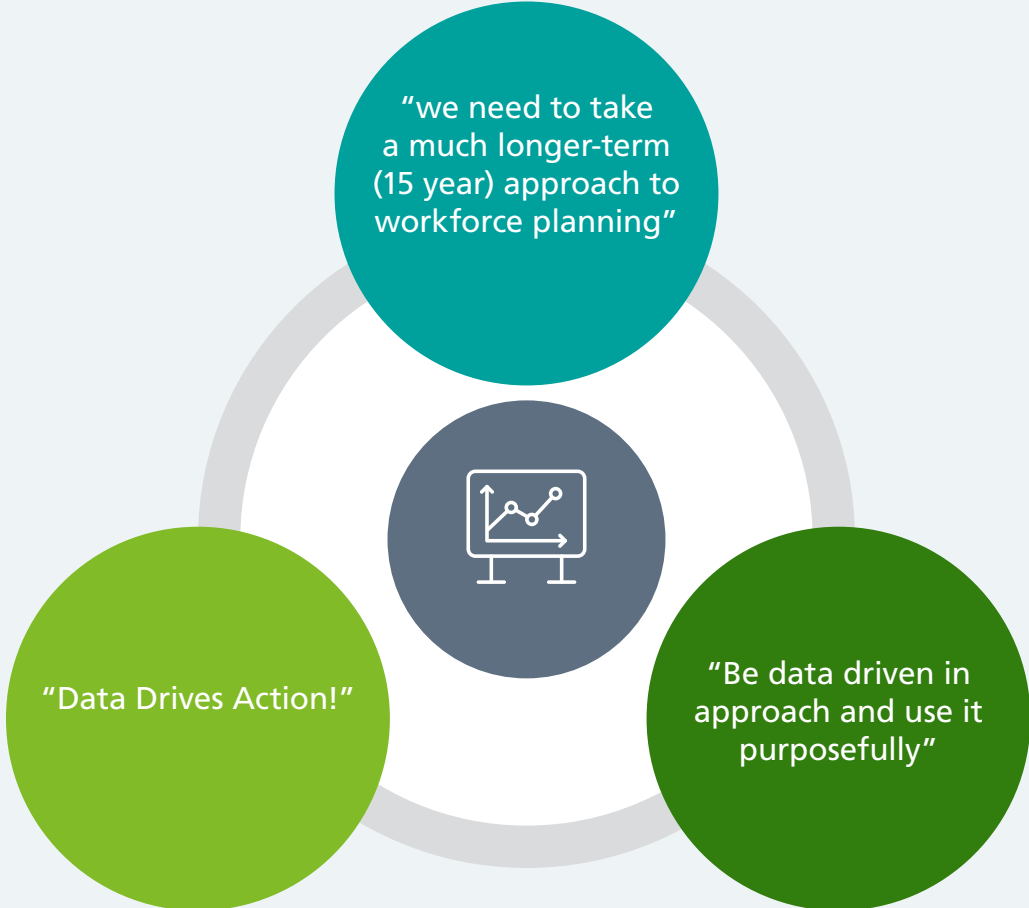 “we need to take
a much longer-term
(15 year) approach to
workforce planning”
“Data Drives Action!”
“Be data driven in
approach and use it
purposefully”